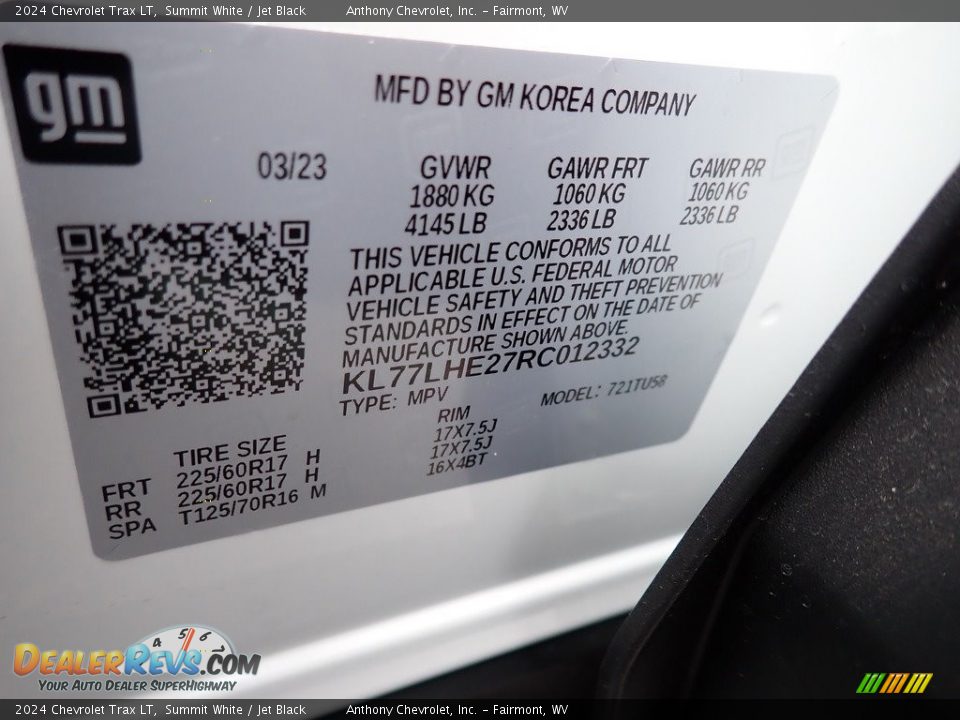 2024 Chevrolet Trax LT, Summit White / Jet Black Anthony Chevrolet, Inc. - Fairmont, WV
gm
MFD BY GM KOREA COMPANY
03/23 GVWR GAWR FRT GAWR RR
1880 KG 1060 KG 1060 KG
4145 LB 2336 LB 2336 LB
THIS VEHICLE CONFORMS TO ALL
APPLICABLE U.S. FEDERAL MOTOR
VEHICLE SAFETY AND THEFT PREVENTION
STANDARDS IN EFFECT ON THE DATE OF
MANUFACTURE SHOWN ABOVE.
KL77LHE27RC012332
TYPE: MPV MODEL: 721TU58
TIRE SIZE RIM
FRT 225/60R17 H 17X7.5J
RR 225/60R17 H 17X7.5J
SPA T125/70R16 M 16X4BT
4 5 6
DEALERREVS.COM
YOUR AUTO DEALER SUPERHIGHWAY
2024 Chevrolet Trax LT, Summit White / Jet Black Anthony Chevrolet, Inc. - Fairmont, WV